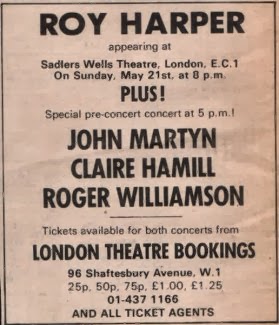 ROY HARPER
appearing at
Sadlers Wells Theatre, London, E.C.1
On Sunday, May 21st, at 8 p.m.
PLUS!
Special pre-concert concert at 5 p.m.!
JOHN MARTYN
CLAIRE HAMILL
ROGER WILLIAMSON
Tickets available for both concerts from
LONDON THEATRE BOOKINGS
96 Shaftesbury Avenue, W.1
25p, 50p, 75p, £1.00, £1.25
01-437 1166
AND ALL TICKET AGENTS